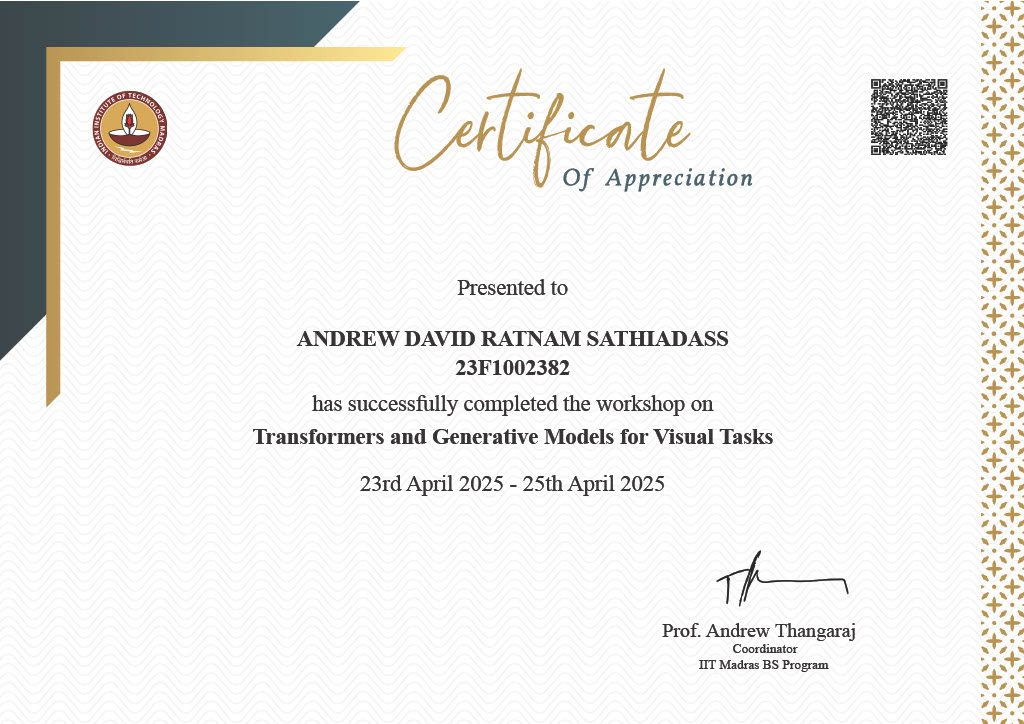 Certificate
Of Appreciation
INDIAN INSTITUTE OF TECHNOLOGY MADRAS
Presented to
ANDREW DAVID RATNAM SATHIADASS
23F1002382
has successfully completed the workshop on
Transformers and Generative Models for Visual Tasks
23rd April 2025 - 25th April 2025
Prof. Andrew Thangaraj
Coordinator
IIT Madras BS Program